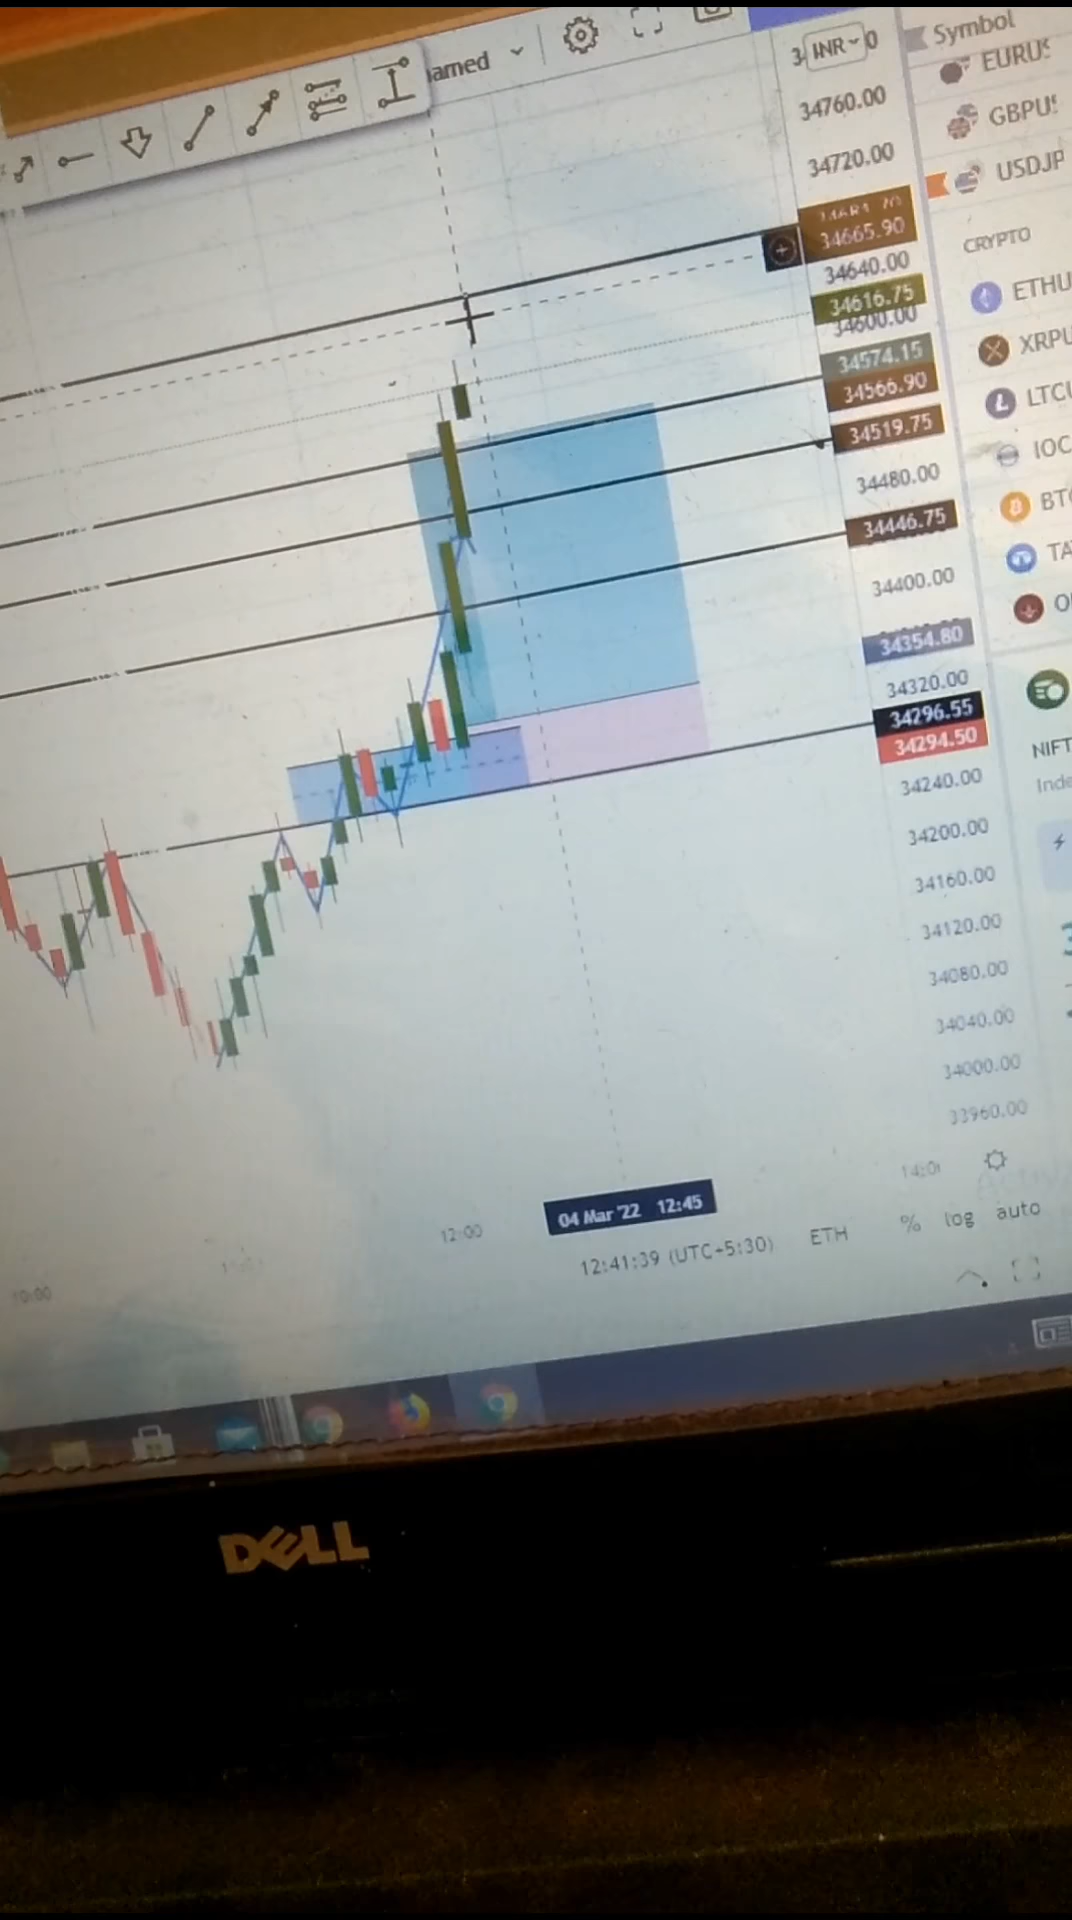 amed
INR
0
Symbol
34760.00
EURUS
GBPUS
34720.00
USDJP
34665.90
CRYPTO
34640.00
ETHU
34616.75
34600.00
XRPU
34574.15
34566.90
LTCU
34519.75
IOC
34480.00
BT
34446.75
TA
34400.00
34354.80
34320.00
34296.55
34294.50
NIFT
34240.00
Inde
34200.00
34160.00
34120.00
34080.00
34040.00
34000.00
33960.00
10:00
12:00
04 Mar '22 12:45
12:41:39 (UTC+5:30)
ETH
%
log
auto
DELL